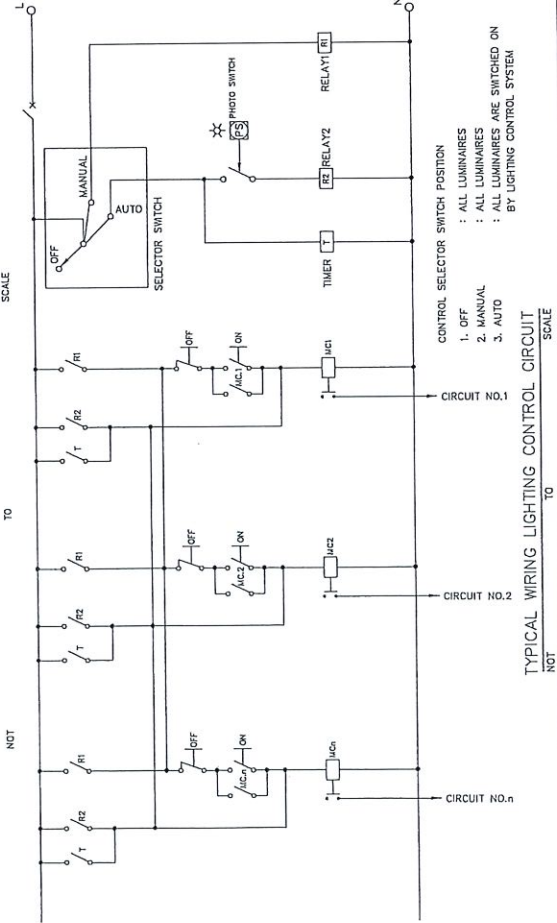 NOT TO SCALE
L
N
SELECTOR SWITCH
OFF
MANUAL
AUTO
PHOTO SWITCH
PS
R1
RELAY1
R2
RELAY2
T
TIMER
R1
R2
T
OFF
ON
MC.1
MC1
CIRCUIT NO.1
R1
R2
T
OFF
ON
MC.2
MC2
CIRCUIT NO.2
R1
R2
T
OFF
ON
MC.n
MCn
CIRCUIT NO.n
CONTROL SELECTOR SWITCH POSITION
1. OFF : ALL LUMINAIRES
2. MANUAL : ALL LUMINAIRES
3. AUTO : ALL LUMINAIRES ARE SWITCHED ON
BY LIGHTING CONTROL SYSTEM
TYPICAL WIRING LIGHTING CONTROL CIRCUIT
NOT TO SCALE